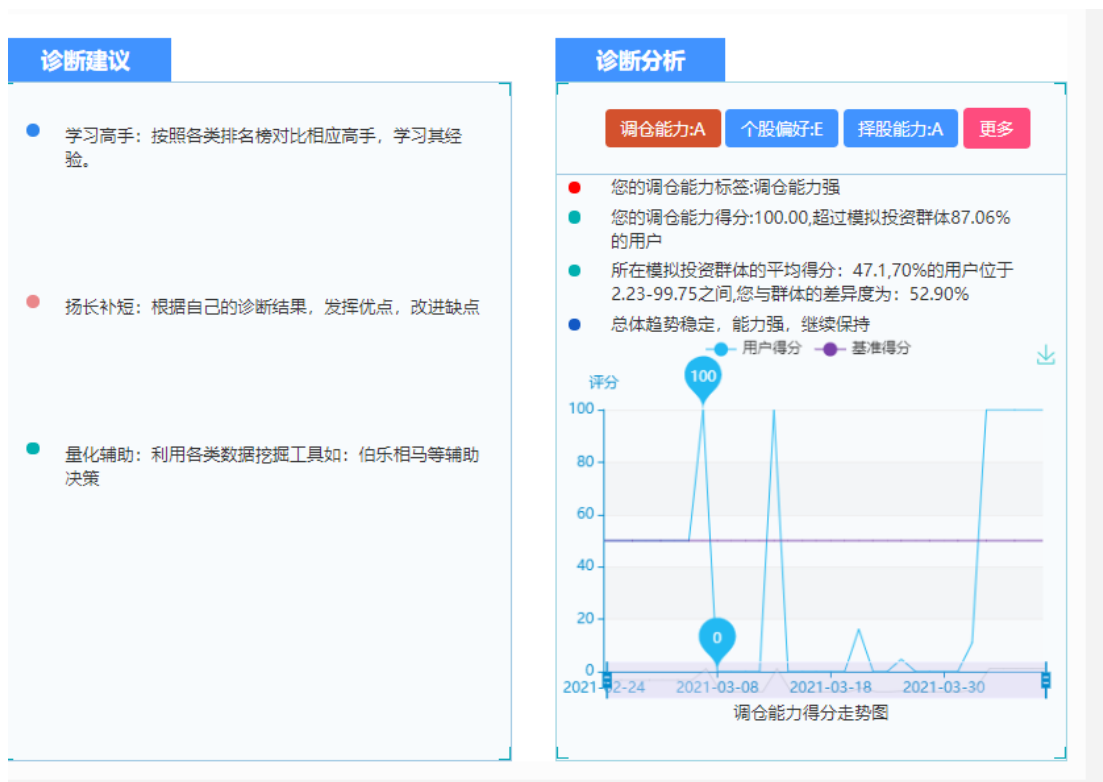 诊断建议
学习高手：按照各类排名榜对比相应高手，学习其经
验。
扬长补短：根据自己的诊断结果，发挥优点，改进缺点
量化辅助：利用各类数据挖掘工具如：伯乐相马等辅助
决策
诊断分析
调仓能力:A 个股偏好:E 择股能力:A 更多
您的调仓能力标签:调仓能力强
您的调仓能力得分:100.00,超过模拟投资群体87.06%
的用户
所在模拟投资群体的平均得分：47.1,70%的用户位于
2.23-99.75之间,您与群体的差异度为：52.90%
总体趋势稳定，能力强，继续保持
用户得分 基准得分
评分
100
100
80
60
40
20
0
0
2021-02-24 2021-03-08 2021-03-18 2021-03-30
调仓能力得分走势图